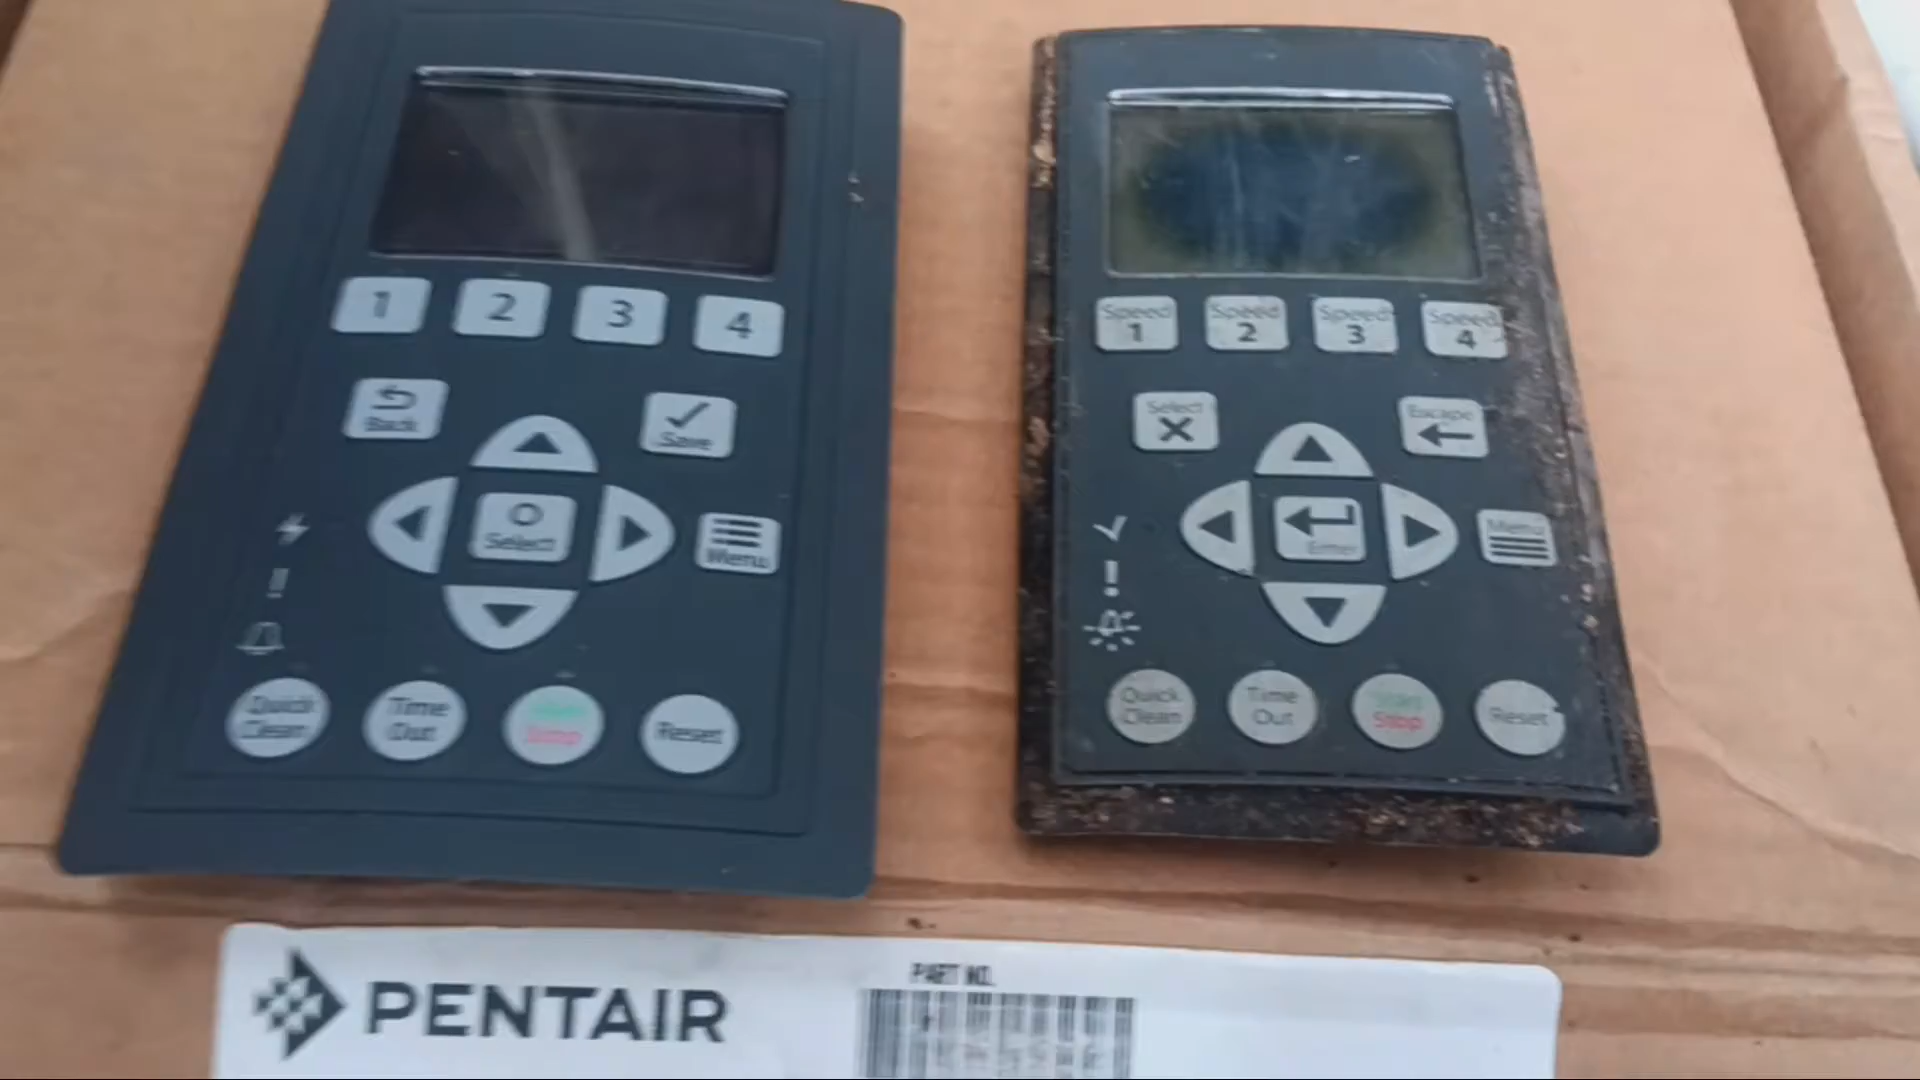 1 2 3 4
Back
Save
Select
Menu
Quick
Clean
Time
Out
Stop
Reset
Speed
1
Speed
2
Speed
3
Speed
4
Select
Escape
Enter
Menu
Quick
Clean
Time
Out
Start
Stop
Reset
PENTAIR
PART NO.